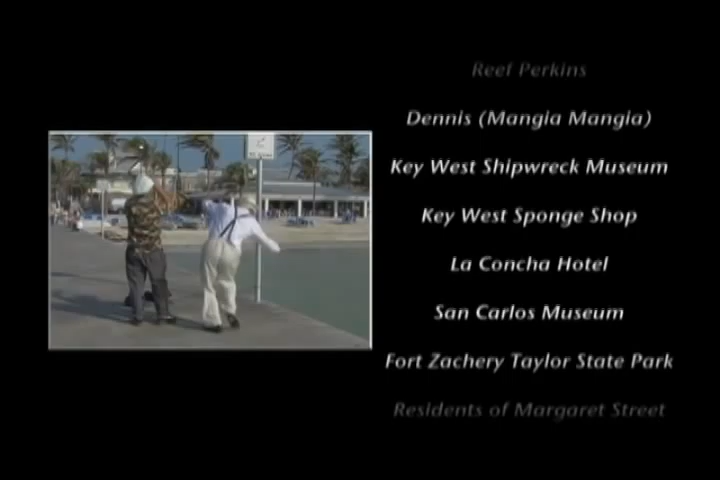 Reef Perkins
Dennis (Mangia Mangia)
Key West Shipwreck Museum
Key West Sponge Shop
La Concha Hotel
San Carlos Museum
Fort Zachery Taylor State Park
Residents of Margaret Street